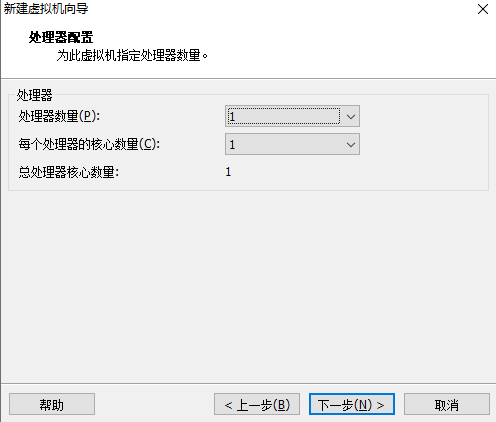 新建虚拟机向导
处理器配置
为此虚拟机指定处理器数量。
处理器
处理器数量(P): 1
每个处理器的核心数量(C): 1
总处理器核心数量: 1
帮助 < 上一步(B) 下一步(N) > 取消